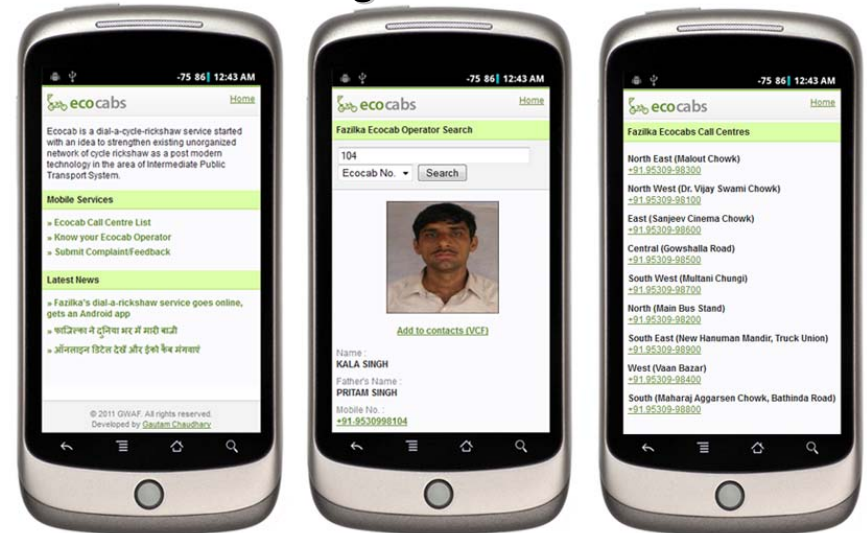 -75 86 12:43 AM
ecocabs
Home
Ecocab is a dial-a-cycle-rickshaw service started
with an idea to strengthen existing unorganized
network of cycle rickshaw as a post modern
technology in the area of Intermediate Public
Transport System.
Mobile Services
» Ecocab Call Centre List
» Know your Ecocab Operator
» Submit Complaint/Feedback
Latest News
» Fazilka's dial-a-rickshaw service goes online,
gets an Android app
» फाजिल्का ने दुनिया भर में मारी बाजी
» ऑनलाइन डिटेल देखें और ईको कैब मंगवाएं
© 2011 GWAF. All rights reserved.
Developed by Gautam Chaudhary
-75 86 12:43 AM
ecocabs
Home
Fazilka Ecocab Operator Search
104
Ecocab No. Search
Add to contacts (VCF)
Name :
KALA SINGH
Father's Name :
PRITAM SINGH
Mobile No. :
+91-9530998104
-75 86 12:43 AM
ecocabs
Home
Fazilka Ecocabs Call Centres
North East (Malout Chowk)
+91.95309-98300
North West (Dr. Vijay Swami Chowk)
+91.95309-98100
East (Sanjeev Cinema Chowk)
+91.95309-98600
Central (Gowshalla Road)
+91.95309-98500
South West (Multani Chungi)
+91.95309-98700
North (Main Bus Stand)
+91.95309-98200
South East (New Hanuman Mandir, Truck Union)
+91.95309-98900
West (Vaan Bazar)
+91.95309-98400
South (Maharaj Aggarsen Chowk, Bathinda Road)
+91.95309-98800